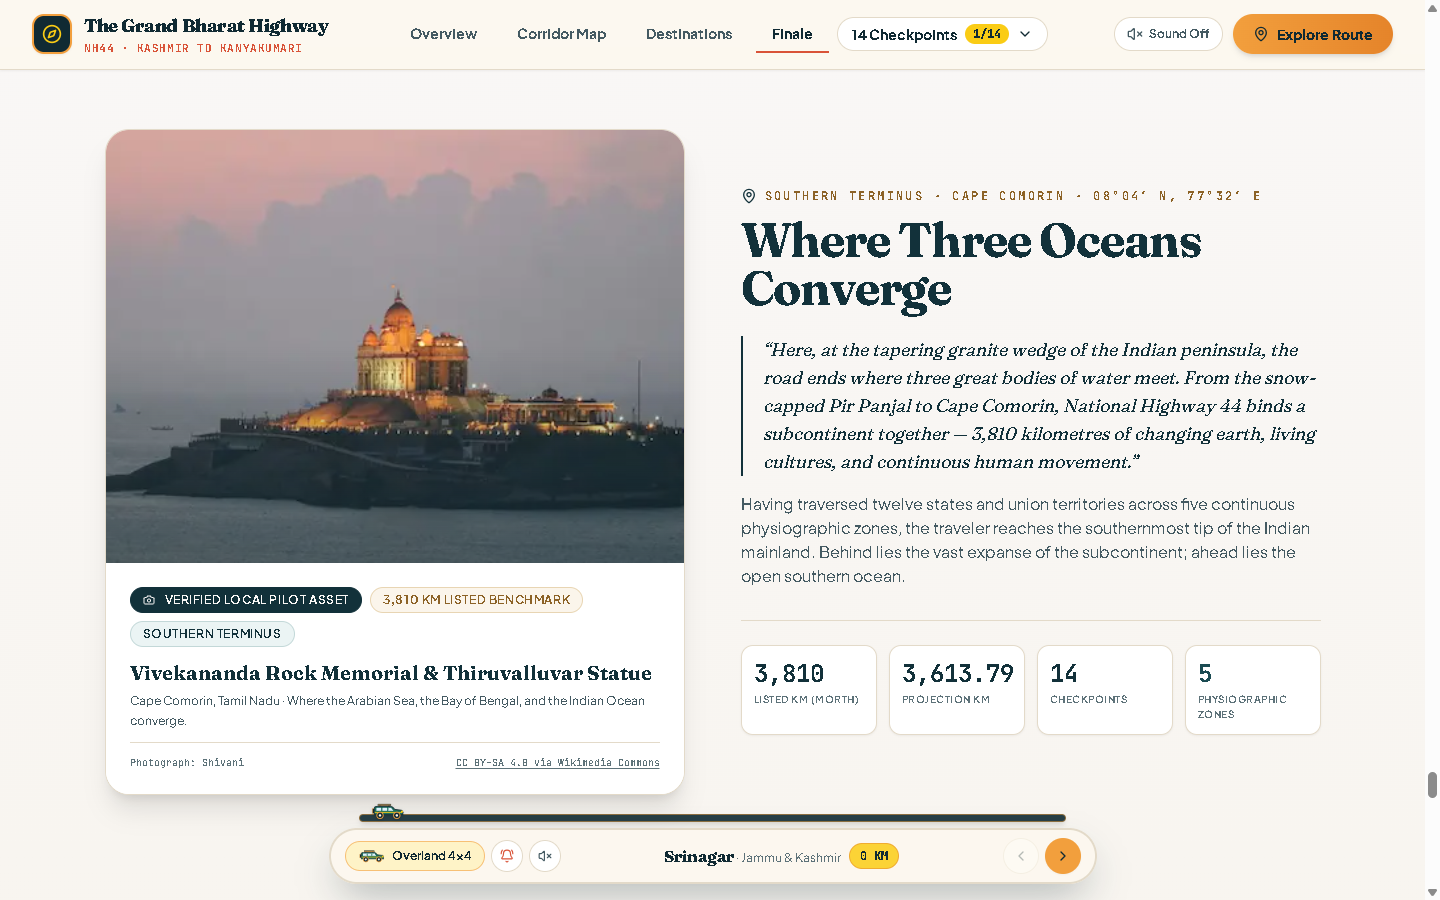 The Grand Bharat Highway
NH44 · KASHMIR TO KANYAKUMARI
Overview
Corridor Map
Destinations
Finale
14 Checkpoints 1/14
Sound Off
Explore Route
SOUTHERN TERMINUS · CAPE COMORIN · 08°04′ N, 77°32′ E
Where Three Oceans
Converge
“Here, at the tapering granite wedge of the Indian peninsula, the
road ends where three great bodies of water meet. From the snow-
capped Pir Panjal to Cape Comorin, National Highway 44 binds a
subcontinent together — 3,810 kilometres of changing earth, living
cultures, and continuous human movement.”
Having traversed twelve states and union territories across five continuous
physiographic zones, the traveler reaches the southernmost tip of the Indian
mainland. Behind lies the vast expanse of the subcontinent; ahead lies the
open southern ocean.
3,810
LISTED KM (MORTH)
3,613.79
PROJECTION KM
14
CHECKPOINTS
5
PHYSIOGRAPHIC
ZONES
VERIFIED LOCAL PILOT ASSET
3,810 KM LISTED BENCHMARK
SOUTHERN TERMINUS
Vivekananda Rock Memorial & Thiruvalluvar Statue
Cape Comorin, Tamil Nadu · Where the Arabian Sea, the Bay of Bengal, and the Indian Ocean
converge.
Photograph: Shivani
CC BY-SA 4.0 via Wikimedia Commons
Overland 4x4
Srinagar · Jammu & Kashmir 0 KM